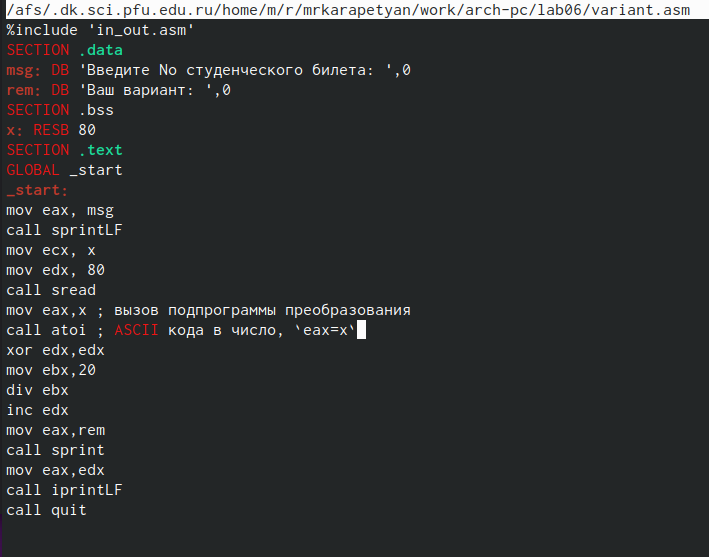 /afs/.dk.sci.pfu.edu.ru/home/m/r/mrkarapetyan/work/arch-pc/lab06/variant.asm
%include 'in_out.asm'
SECTION .data
msg: DB 'Введите No студенческого билета: ',0
rem: DB 'Ваш вариант: ',0
SECTION .bss
x: RESB 80
SECTION .text
GLOBAL _start
_start:
mov eax, msg
call sprintLF
mov ecx, x
mov edx, 80
call sread
mov eax,x ; вызов подпрограммы преобразования
call atoi ; ASCII кода в число, `eax=x`
xor edx,edx
mov ebx,20
div ebx
inc edx
mov eax,rem
call sprint
mov eax,edx
call iprintLF
call quit